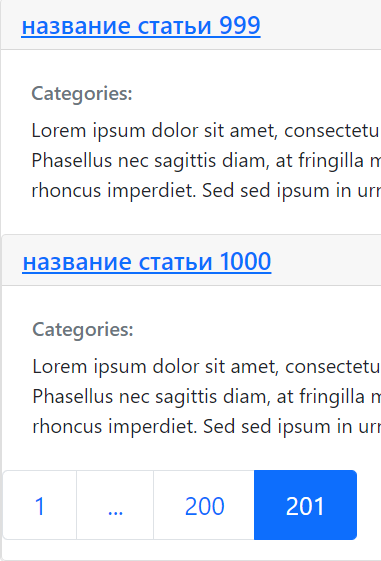 название статьи 999
Categories:
Lorem ipsum dolor sit amet, consectetu
Phasellus nec sagittis diam, at fringilla m
rhoncus imperdiet. Sed sed ipsum in urn
название статьи 1000
Categories:
Lorem ipsum dolor sit amet, consectetu
Phasellus nec sagittis diam, at fringilla m
rhoncus imperdiet. Sed sed ipsum in urn
1 ... 200 201